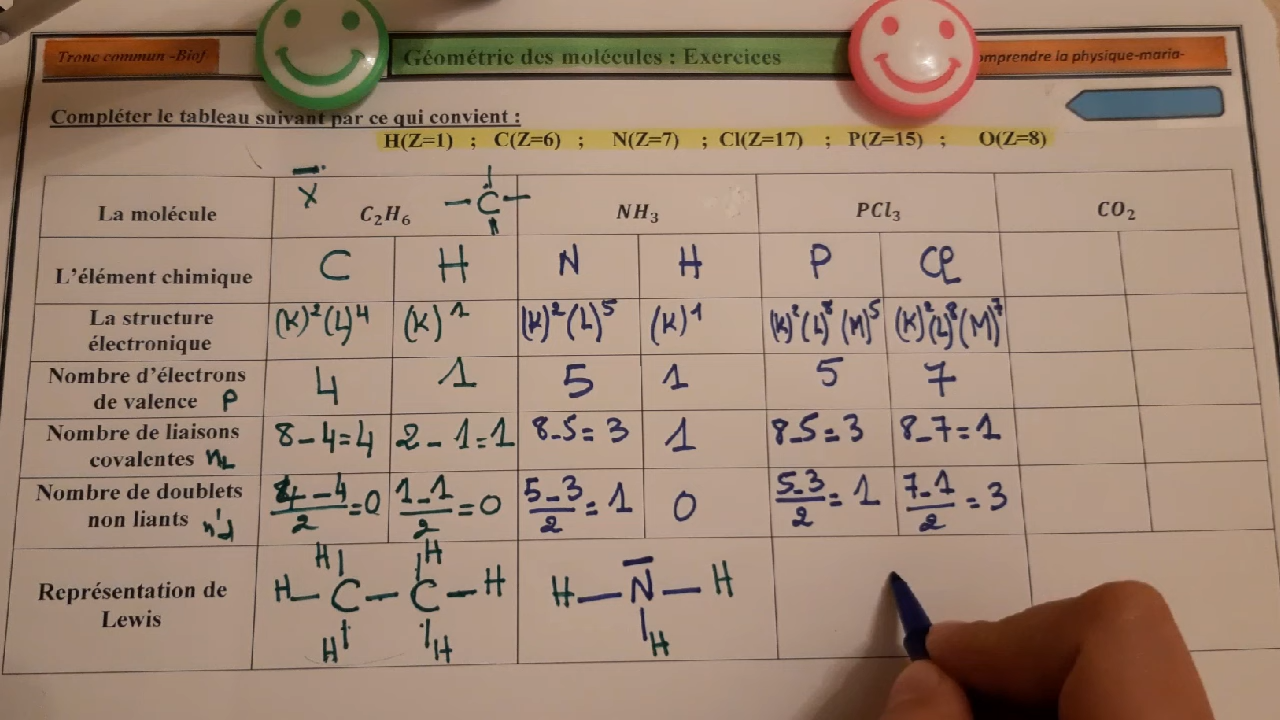 Tronc commun -Biof
Géométrie des molécules : Exercices
omprendre la physique-maria-
Compléter le tableau suivant par ce qui convient :
H(Z=1) ; C(Z=6) ; N(Z=7) ; Cl(Z=17) ; P(Z=15) ; O(Z=8)
X
La molécule C₂H₆ –C– NH₃ PCl₃ CO₂
L'élément chimique C H N H P Cl
La structure
électronique (K)²(L)⁴ (K)¹ (K)²(L)⁵ (K)¹ (K)²(L)⁸(M)⁵ (K)²(L)⁸(M)⁷
Nombre d'électrons
de valence P 4 1 5 1 5 7
Nombre de liaisons
covalentes nL 8-4=4 2-1=1 8-5=3 1 8-5=3 8-7=1
Nombre de doublets
non liants n'd 4-4/2=0 1-1/2=0 5-3/2=1 0 5-3/2=1 7-1/2=3
H H
Représentation de H–C–C–H H–N–H
Lewis H H H